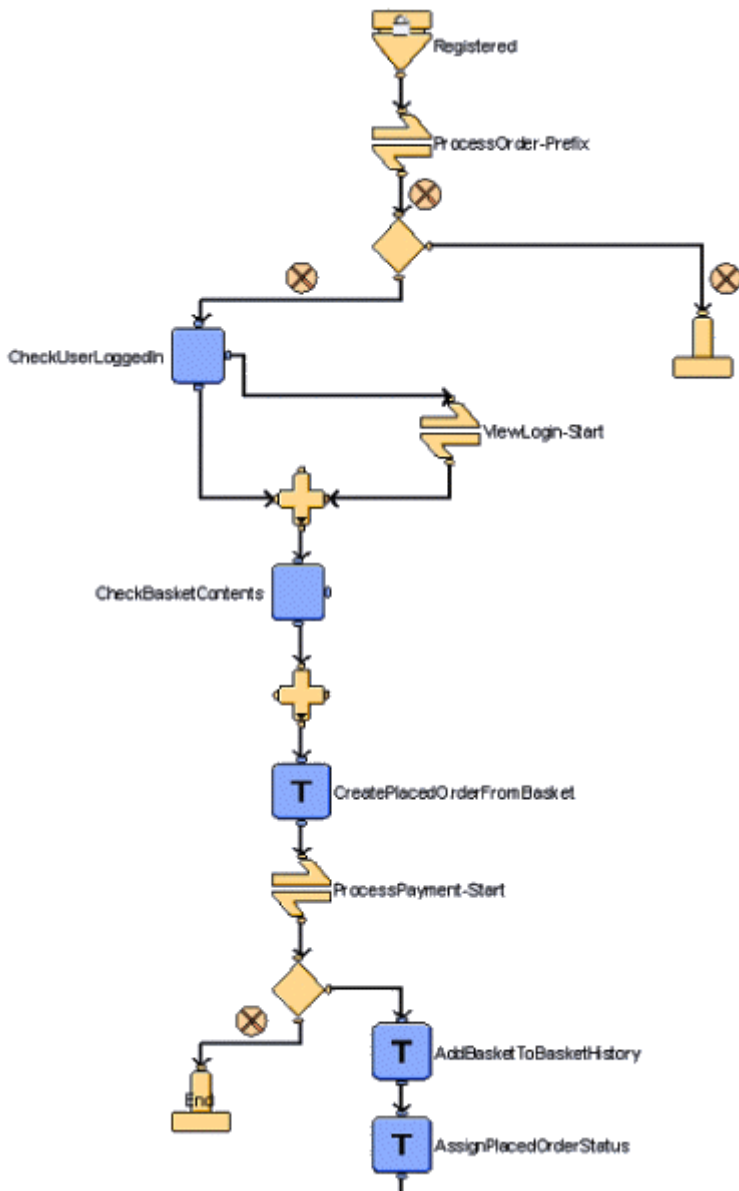 Registered
ProcessOrder-Prefix
CheckUserLoggedIn
ViewLogin-Start
CheckBasketContents
T
CreatePlacedOrderFromBasket
ProcessPayment-Start
T
AddBasketToBasketHistory
End
T
AssignPlacedOrderStatus